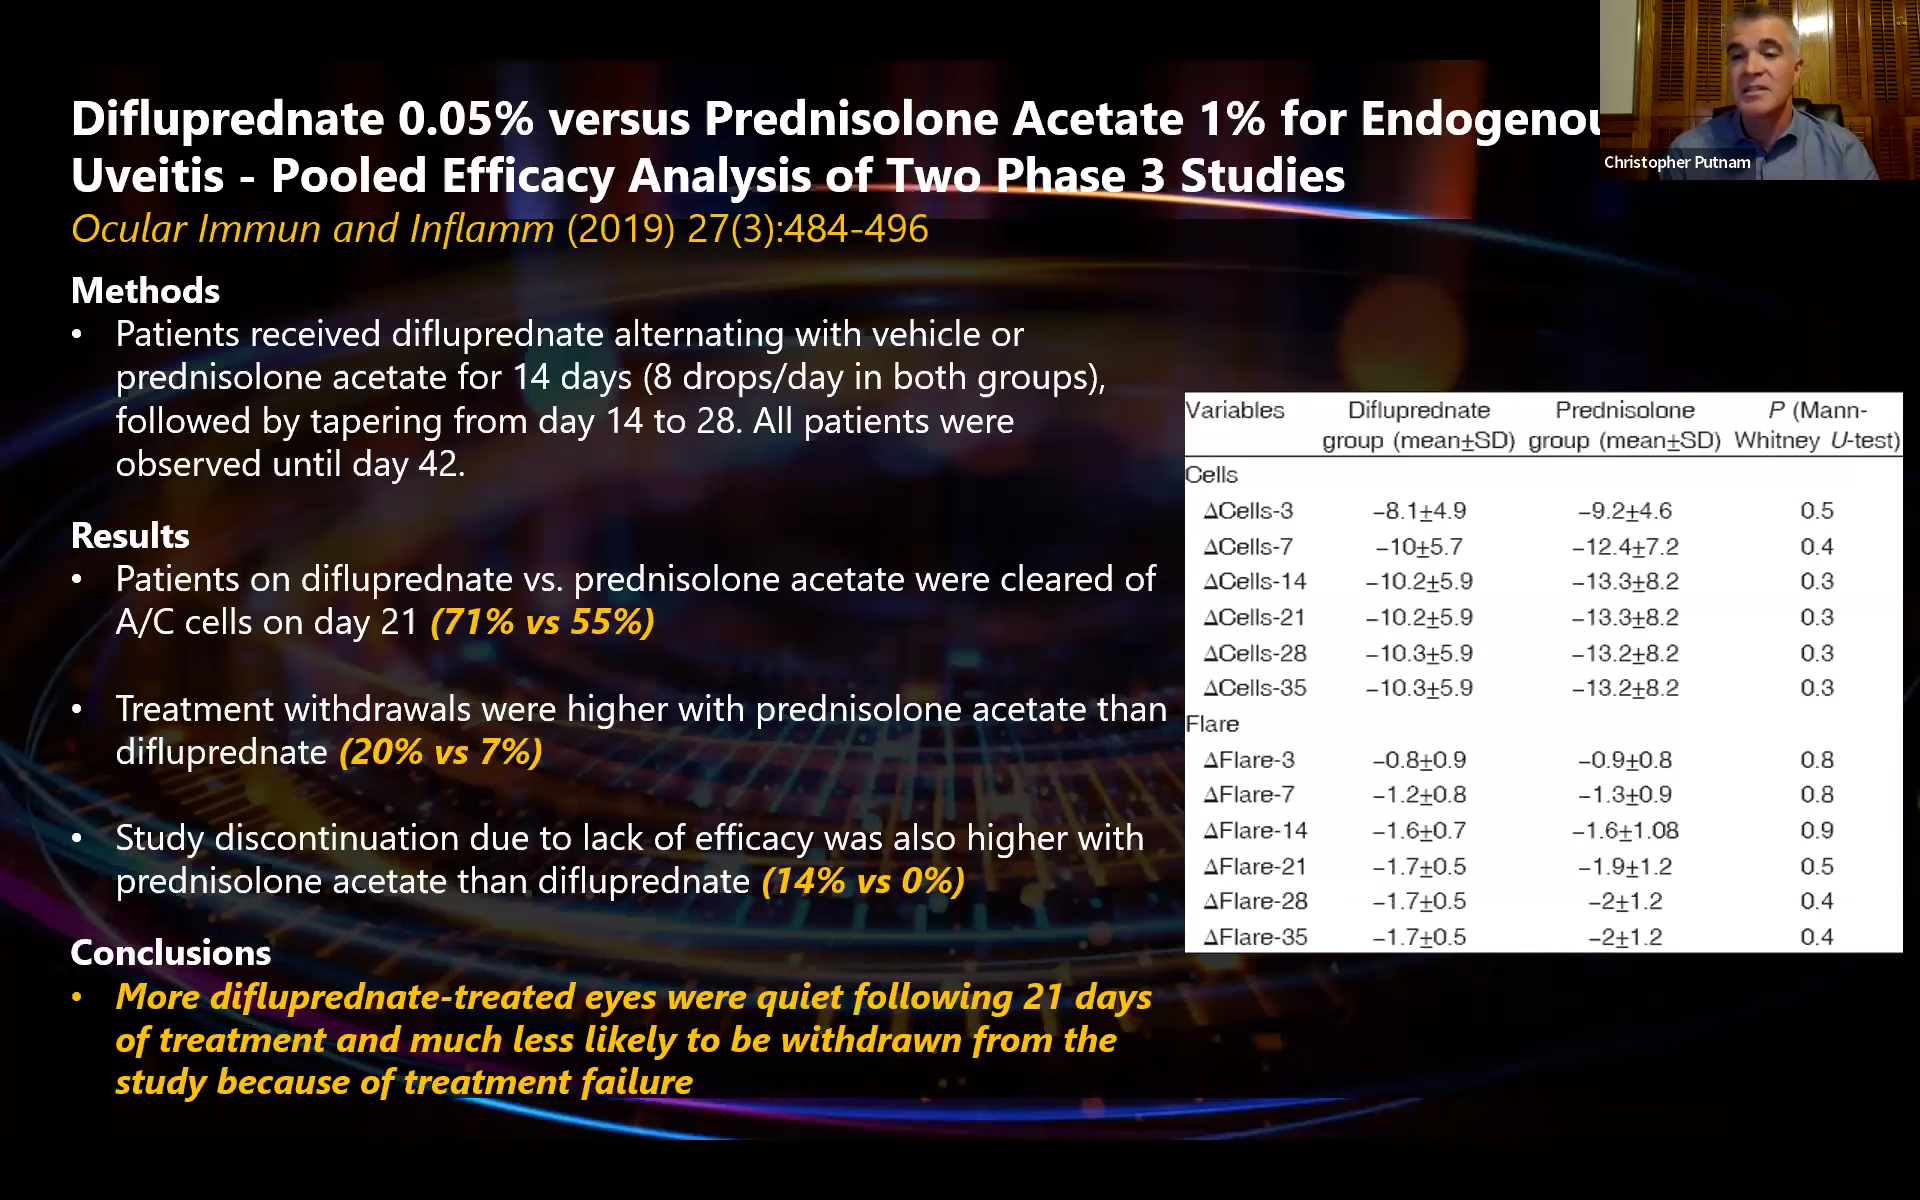 Difluprednate 0.05% versus Prednisolone Acetate 1% for
Uveitis - Pooled Efficacy Analysis of Two Phase 3 Studies
Ocular Immun and Inflamm (2019) 27(3):484-496
Christopher Putnam
Methods
• Patients received difluprednate alternating with vehicle or
prednisolone acetate for 14 days (8 drops/day in both groups),
followed by tapering from day 14 to 28. All patients were
observed until day 42.
Results
• Patients on difluprednate vs. prednisolone acetate were cleared of
A/C cells on day 21 (71% vs 55%)
• Treatment withdrawals were higher with prednisolone acetate than
difluprednate (20% vs 7%)
• Study discontinuation due to lack of efficacy was also higher with
prednisolone acetate than difluprednate (14% vs 0%)
Conclusions
• More difluprednate-treated eyes were quiet following 21 days
of treatment and much less likely to be withdrawn from the
study because of treatment failure
Variables Difluprednate Prednisolone P (Mann-
group (mean±SD) group (mean±SD) Whitney U-test)
Cells
ΔCells-3 −8.1±4.9 −9.2±4.6 0.5
ΔCells-7 −10±5.7 −12.4±7.2 0.4
ΔCells-14 −10.2±5.9 −13.3±8.2 0.3
ΔCells-21 −10.2±5.9 −13.3±8.2 0.3
ΔCells-28 −10.3±5.9 −13.2±8.2 0.3
ΔCells-35 −10.3±5.9 −13.2±8.2 0.3
Flare
ΔFlare-3 −0.8±0.9 −0.9±0.8 0.8
ΔFlare-7 −1.2±0.8 −1.3±0.9 0.8
ΔFlare-14 −1.6±0.7 −1.6±1.08 0.9
ΔFlare-21 −1.7±0.5 −1.9±1.2 0.5
ΔFlare-28 −1.7±0.5 −2±1.2 0.4
ΔFlare-35 −1.7±0.5 −2±1.2 0.4